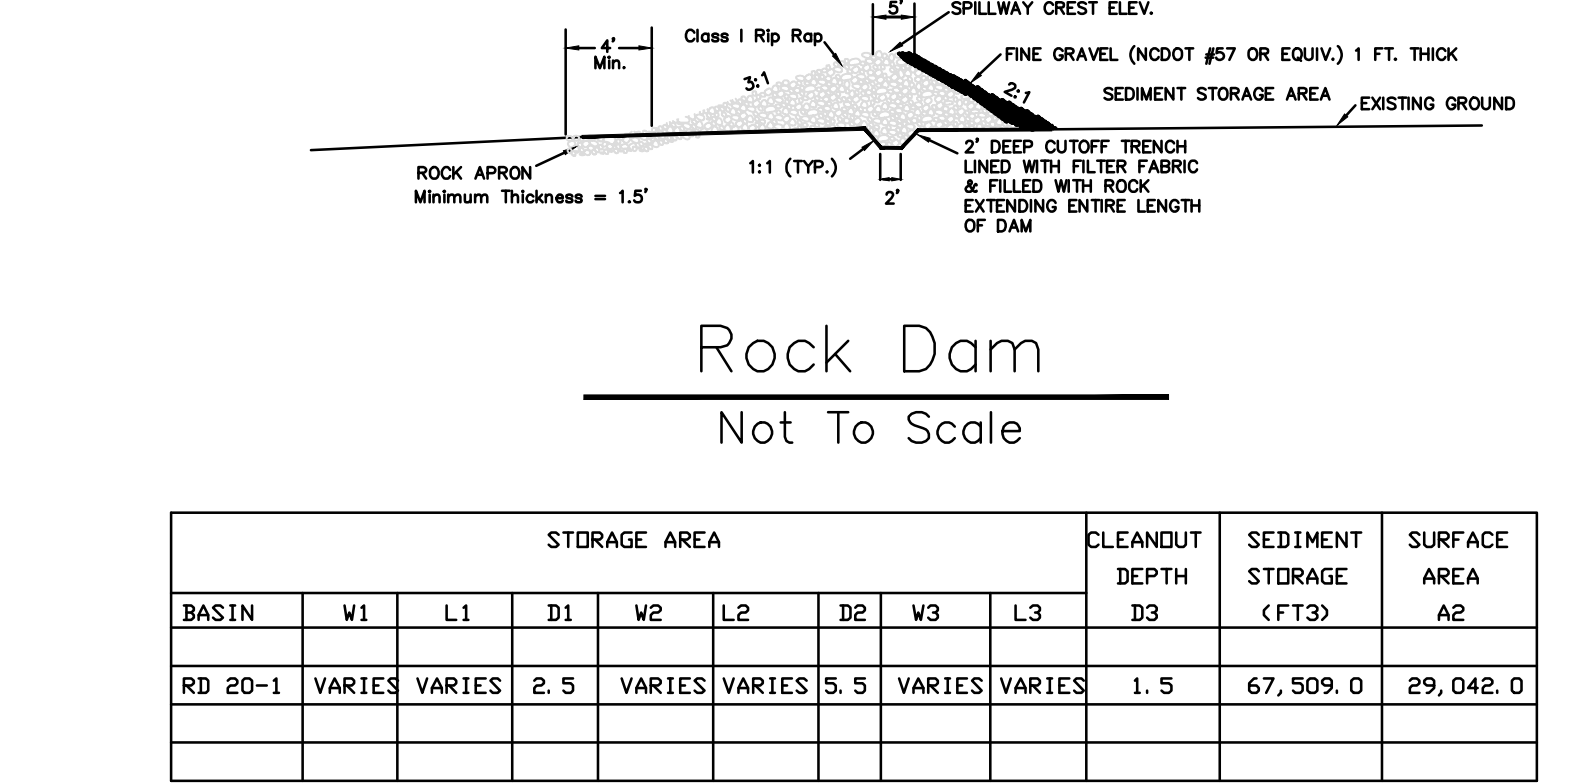 5'
SPILLWAY CREST ELEV.
4'
Min.
Class I Rip Rap
FINE GRAVEL (NCDOT #57 OR EQUIV.) 1 FT. THICK
3:1
2:1
SEDIMENT STORAGE AREA
EXISTING GROUND
ROCK APRON
Minimum Thickness = 1.5'
1:1 (TYP.)
2'
2' DEEP CUTOFF TRENCH
LINED WITH FILTER FABRIC
& FILLED WITH ROCK
EXTENDING ENTIRE LENGTH
OF DAM
Rock Dam
Not To Scale
STORAGE AREA CLEANOUT SEDIMENT SURFACE
DEPTH STORAGE AREA
BASIN W1 L1 D1 W2 L2 D2 W3 L3 D3 (FT3) A2
RD 20-1 VARIES VARIES 2.5 VARIES VARIES 5.5 VARIES VARIES 1.5 67,509.0 29,042.0